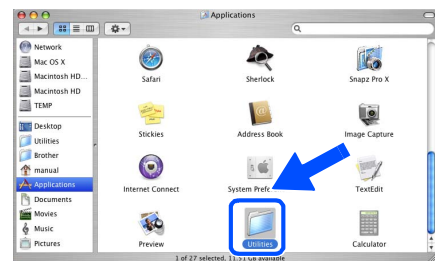 Applications
Network
Mac OS X
Macintosh HD...
Macintosh HD
TEMP
Desktop
Utilities
Brother
manual
Applications
Documents
Movies
Music
Pictures
Safari
Sherlock
Snapz Pro X
Stickies
Address Book
Image Capture
Internet Connect
System Pref
TextEdit
Preview
Utilities
Calculator
1 of 27 selected, 11.51 GB available